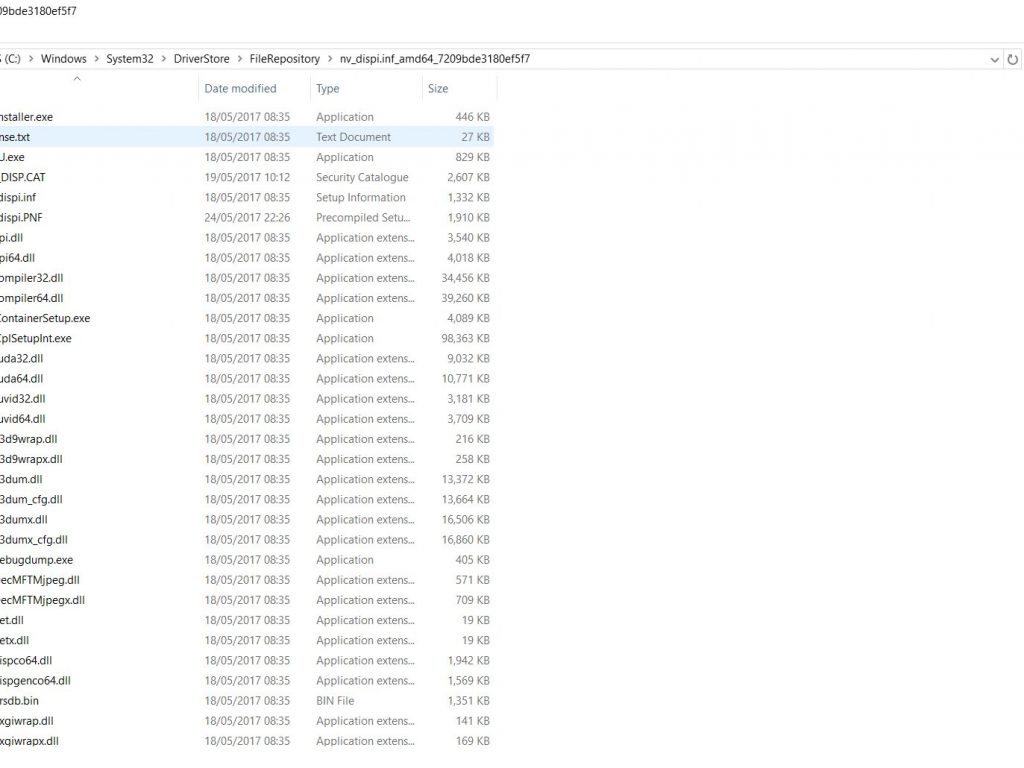 09bde3180ef5f7
S (C:) > Windows > System32 > DriverStore > FileRepository > nv_dispi.inf_amd64_7209bde3180ef5f7
Date modified Type Size
nstaller.exe 18/05/2017 08:35 Application 446 KB
nse.txt 18/05/2017 08:35 Text Document 27 KB
U.exe 18/05/2017 08:35 Application 829 KB
_DISP.CAT 19/05/2017 10:12 Security Catalogue 2,607 KB
dispi.inf 18/05/2017 08:35 Setup Information 1,332 KB
dispi.PNF 24/05/2017 22:26 Precompiled Setu... 1,910 KB
pi.dll 18/05/2017 08:35 Application extens... 3,540 KB
pi64.dll 18/05/2017 08:35 Application extens... 4,018 KB
ompiler32.dll 18/05/2017 08:35 Application extens... 34,456 KB
ompiler64.dll 18/05/2017 08:35 Application extens... 39,260 KB
ContainerSetup.exe 18/05/2017 08:35 Application 4,089 KB
CplSetupInt.exe 18/05/2017 08:35 Application 98,363 KB
uda32.dll 18/05/2017 08:35 Application extens... 9,032 KB
uda64.dll 18/05/2017 08:35 Application extens... 10,771 KB
uvid32.dll 18/05/2017 08:35 Application extens... 3,181 KB
uvid64.dll 18/05/2017 08:35 Application extens... 3,709 KB
3d9wrap.dll 18/05/2017 08:35 Application extens... 216 KB
3d9wrapx.dll 18/05/2017 08:35 Application extens... 258 KB
3dum.dll 18/05/2017 08:35 Application extens... 13,372 KB
3dum_cfg.dll 18/05/2017 08:35 Application extens... 13,664 KB
3dumx.dll 18/05/2017 08:35 Application extens... 16,506 KB
3dumx_cfg.dll 18/05/2017 08:35 Application extens... 16,860 KB
ebugdump.exe 18/05/2017 08:35 Application 405 KB
ecMFTMjpeg.dll 18/05/2017 08:35 Application extens... 571 KB
ecMFTMjpegx.dll 18/05/2017 08:35 Application extens... 709 KB
et.dll 18/05/2017 08:35 Application extens... 19 KB
etx.dll 18/05/2017 08:35 Application extens... 19 KB
ispco64.dll 18/05/2017 08:35 Application extens... 1,942 KB
ispgenco64.dll 18/05/2017 08:35 Application extens... 1,569 KB
rsdb.bin 18/05/2017 08:35 BIN File 1,351 KB
xgiwrap.dll 18/05/2017 08:35 Application extens... 141 KB
xgiwrapx.dll 18/05/2017 08:35 Application extens... 169 KB